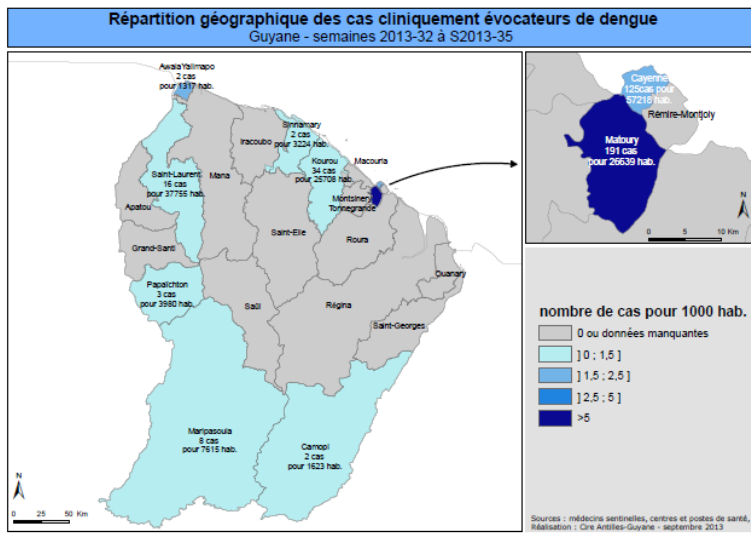 Répartition géographique des cas cliniquement évocateurs de dengue
Guyane - semaines 2013-32 à S2013-35
AwalaYalimapo
2 cas
pour 1317 hab.
Saint-Laurent
16 cas
pour 37755 hab.
Mana
Iracoubo
Sinnamary
2 cas
pour 3224 hab.
Kourou
34 cas
pour 25708 hab.
Macouria
Montsinery
Tonnegrande
Apatou
Grand-Santi
Saint-Elie
Roura
Ouanary
Papaïchton
3 cas
pour 3980 hab.
Saül
Régina
Saint-Georges
Maripasoula
8 cas
pour 7615 hab.
Camopi
2 cas
pour 1623 hab.
N
0 25 50 Km
Cayenne
125cas pour
57218 hab.
Rémire-Montjoly
Matoury
191 cas
pour 26639 hab.
N
0 5 10 Km
nombre de cas pour 1000 hab.
0 ou données manquantes
] 0 ; 1,5 ]
] 1,5 ; 2,5 ]
] 2,5 ; 5 ]
>5
Sources : médecins sentinelles, centres et postes de santé,
Réalisation : Cire Antilles-Guyane - septembre 2013